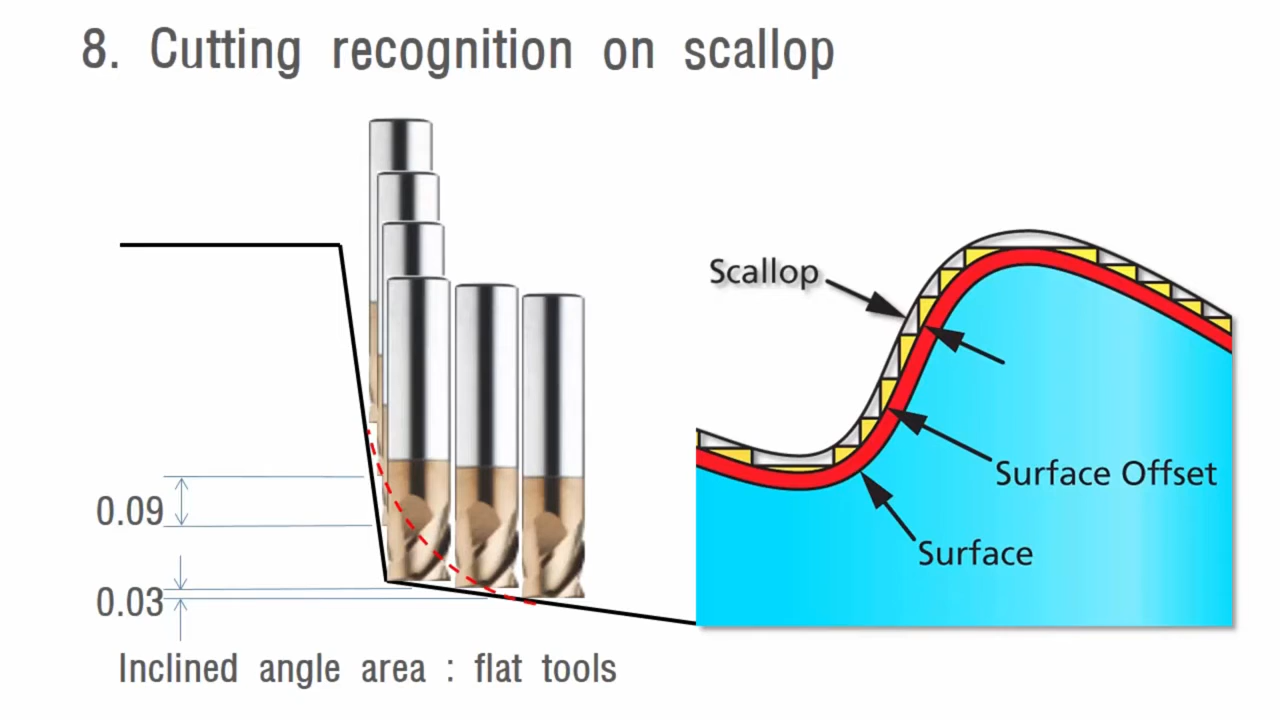 8. Cutting recognition on scallop
Scallop
Surface Offset
0.09
Surface
0.03
Inclined angle area : flat tools